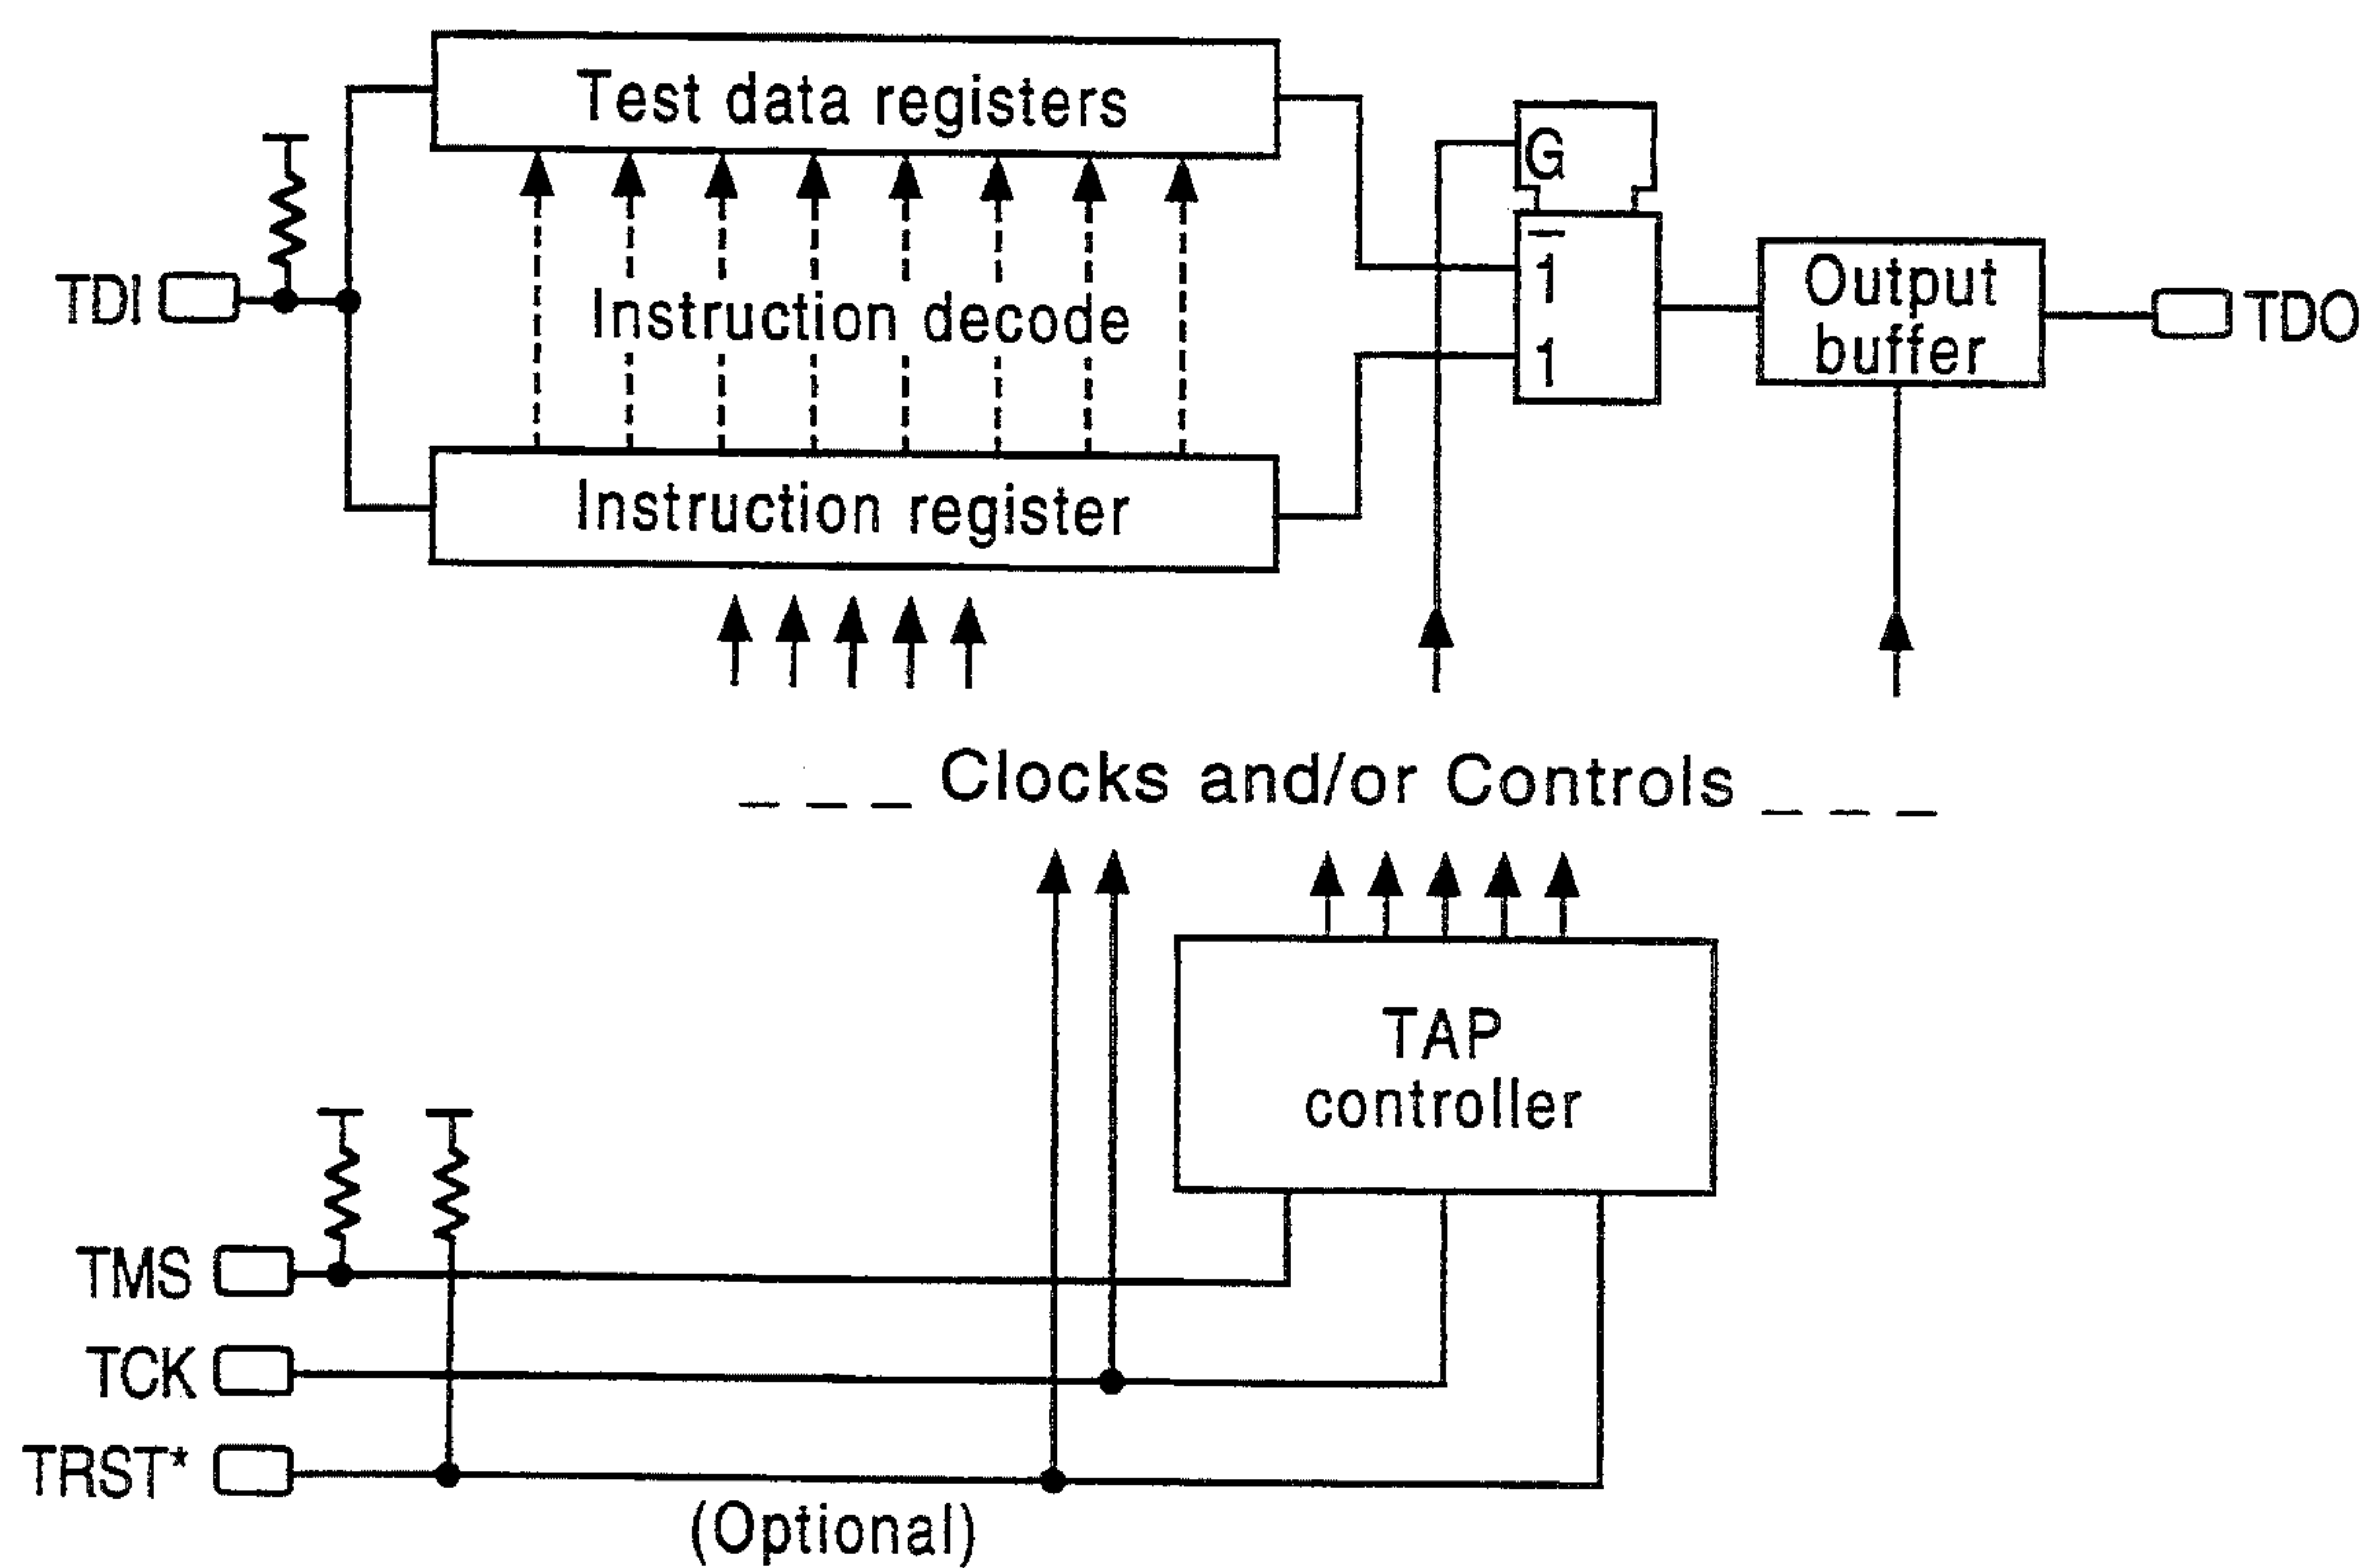 Test data registers
G
TDI
Instruction decode
1
1
Output
buffer
TDO
Instruction register
Clocks and/or Controls
TAP
controller
TMS
TCK
TRST*
(Optional)